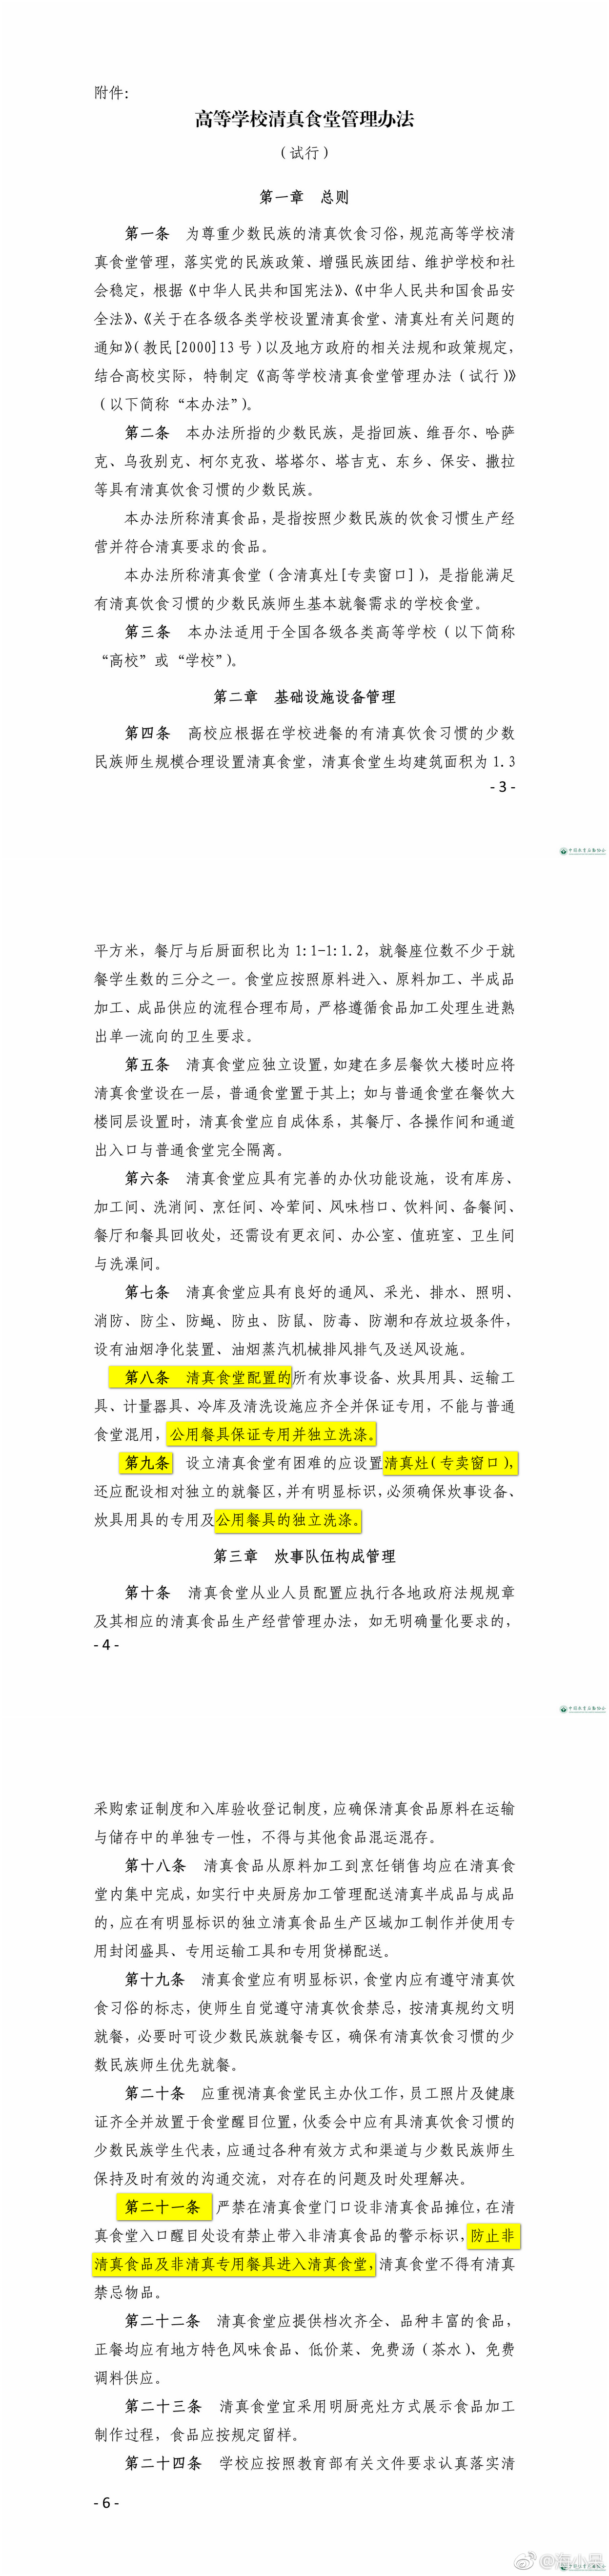 附件：
高等学校清真食堂管理办法
（试行）
第一章　总则
第一条　为尊重少数民族的清真饮食习俗，规范高等学校清
真食堂管理，落实党的民族政策、增强民族团结、维护学校和社
会稳定，根据《中华人民共和国宪法》、《中华人民共和国食品安
全法》、《关于在各级各类学校设置清真食堂、清真灶有关问题的
通知》（教民[2000]13号）以及地方政府的相关法规和政策规定，
结合高校实际，特制定《高等学校清真食堂管理办法（试行）》
（以下简称“本办法”）。
第二条　本办法所指的少数民族，是指回族、维吾尔、哈萨
克、乌孜别克、柯尔克孜、塔塔尔、塔吉克、东乡、保安、撒拉
等具有清真饮食习惯的少数民族。
本办法所称清真食品，是指按照少数民族的饮食习惯生产经
营并符合清真要求的食品。
本办法所称清真食堂（含清真灶[专卖窗口]），是指能满足
有清真饮食习惯的少数民族师生基本就餐需求的学校食堂。
第三条　本办法适用于全国各级各类高等学校（以下简称
“高校”或“学校”）。
第二章　基础设施设备管理
第四条　高校应根据在学校进餐的有清真饮食习惯的少数
民族师生规模合理设置清真食堂，清真食堂生均建筑面积为 1.3
- 3 -
平方米，餐厅与后厨面积比为 1:1-1:1.2，就餐座位数不少于就
餐学生数的三分之一。食堂应按照原料进入、原料加工、半成品
加工、成品供应的流程合理布局，严格遵循食品加工处理生进熟
出单一流向的卫生要求。
第五条　清真食堂应独立设置，如建在多层餐饮大楼时应将
清真食堂设在一层，普通食堂置于其上；如与普通食堂在餐饮大
楼同层设置时，清真食堂应自成体系，其餐厅、各操作间和通道
出入口与普通食堂完全隔离。
第六条　清真食堂应具有完善的办伙功能设施，设有库房、
加工间、洗消间、烹饪间、冷荤间、风味档口、饮料间、备餐间、
餐厅和餐具回收处，还需设有更衣间、办公室、值班室、卫生间
与洗澡间。
第七条　清真食堂应具有良好的通风、采光、排水、照明、
消防、防尘、防蝇、防虫、防鼠、防毒、防潮和存放垃圾条件，
设有油烟净化装置、油烟蒸汽机械排风排气及送风设施。
第八条　清真食堂配置的所有炊事设备、炊具用具、运输工
具、计量器具、冷库及清洗设施应齐全并保证专用，不能与普通
食堂混用，公用餐具保证专用并独立洗涤。
第九条　设立清真食堂有困难的应设置清真灶（专卖窗口），
还应配设相对独立的就餐区，并有明显标识，必须确保炊事设备、
炊具用具的专用及公用餐具的独立洗涤。
第三章　炊事队伍构成管理
第十条　清真食堂从业人员配置应执行各地政府法规规章
及其相应的清真食品生产经营管理办法，如无明确量化要求的，
- 4 -
采购索证制度和入库验收登记制度，应确保清真食品原料在运输
与储存中的单独专一性，不得与其他食品混运混存。
第十八条　清真食品从原料加工到烹饪销售均应在清真食
堂内集中完成，如实行中央厨房加工管理配送清真半成品与成品
的，应在有明显标识的独立清真食品生产区域加工制作并使用专
用封闭盛具、专用运输工具和专用货梯配送。
第十九条　清真食堂应有明显标识，食堂内应有遵守清真饮
食习俗的标志，使师生自觉遵守清真饮食禁忌，按清真规约文明
就餐，必要时可设少数民族就餐专区，确保有清真饮食习惯的少
数民族师生优先就餐。
第二十条　应重视清真食堂民主办伙工作，员工照片及健康
证齐全并放置于食堂醒目位置，伙委会中应有具清真饮食习惯的
少数民族学生代表，应通过各种有效方式和渠道与少数民族师生
保持及时有效的沟通交流，对存在的问题及时处理解决。
第二十一条　严禁在清真食堂门口设非清真食品摊位，在清
真食堂入口醒目处设有禁止带入非清真食品的警示标识，防止非
清真食品及非清真专用餐具进入清真食堂，清真食堂不得有清真
禁忌物品。
第二十二条　清真食堂应提供档次齐全、品种丰富的食品，
正餐均应有地方特色风味食品、低价菜、免费汤（茶水）、免费
调料供应。
第二十三条　清真食堂宜采用明厨亮灶方式展示食品加工
制作过程，食品应按规定留样。
第二十四条　学校应按照教育部有关文件要求认真落实清
- 6 -